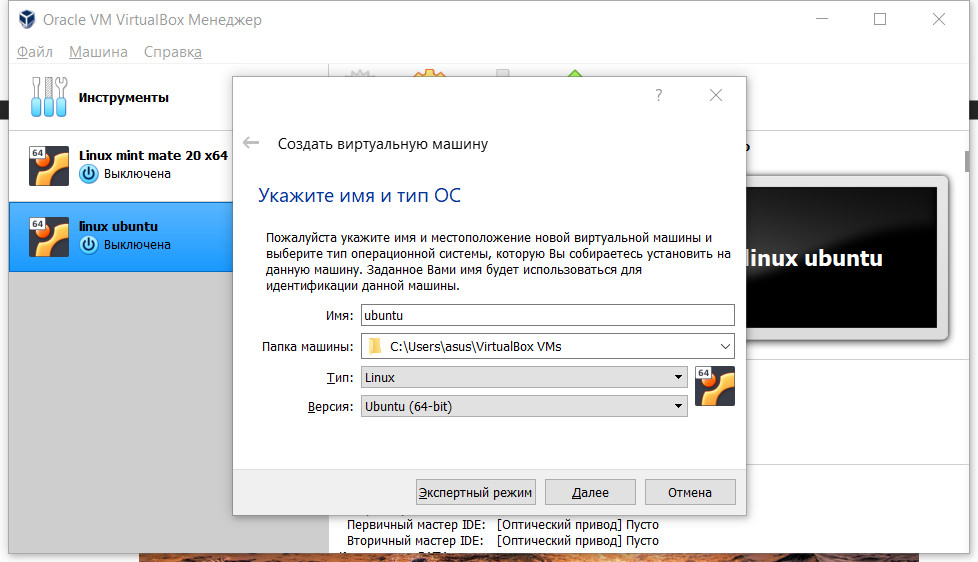 Oracle VM VirtualBox Менеджер
Файл Машина Справка
Инструменты
64
Linux mint mate 20 x64
Выключена
64
linux ubuntu
Выключена
?
Создать виртуальную машину
Укажите имя и тип ОС
Пожалуйста укажите имя и местоположение новой виртуальной машины и
выберите тип операционной системы, которую Вы собираетесь установить на
данную машину. Заданное Вами имя будет использоваться для
идентификации данной машины.
Имя: ubuntu
Папка машины: C:\Users\asus\VirtualBox VMs
Тип: Linux
64
Версия: Ubuntu (64-bit)
Экспертный режим Далее Отмена
linux ubuntu
Первичный мастер IDE: [Оптический привод] Пусто
Вторичный мастер IDE: [Оптический привод] Пусто